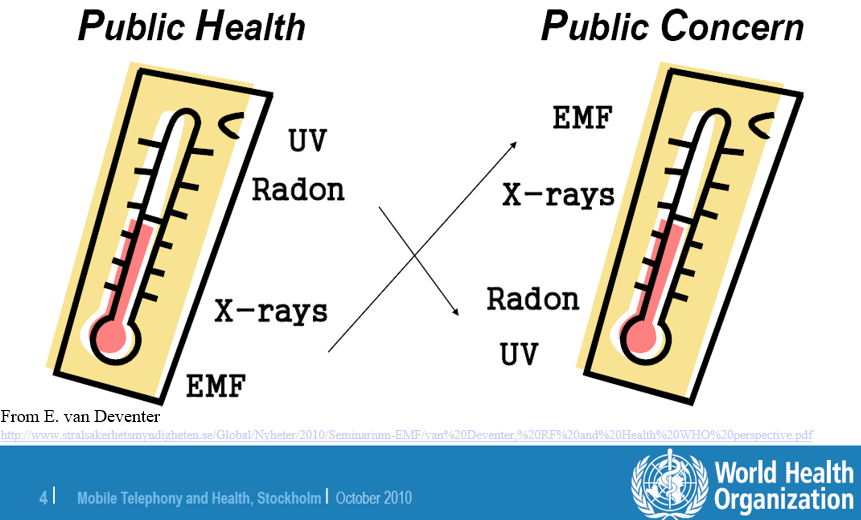 Public Health
Public Concern
UV
Radon
X-rays
EMF
EMF
X-rays
Radon
UV
From E. van Deventer
http://www.stralsakerhetsmyndigheten.se/Global/Nyheter/2010/Seminarium-EMF/van%20Deventer,%20RF%20and%20Health%20WHO%20perspective.pdf
4 | Mobile Telephony and Health, Stockholm | October 2010
World Health
Organization